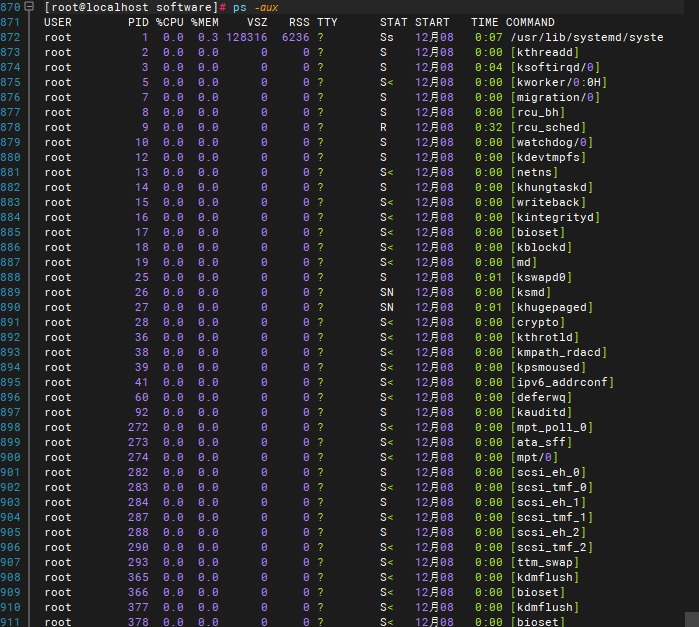 870 [root@localhost software]# ps -aux
871 USER PID %CPU %MEM VSZ RSS TTY STAT START TIME COMMAND
872 root 1 0.0 0.3 128316 6236 ? Ss 12月08 0:07 /usr/lib/systemd/syste
873 root 2 0.0 0.0 0 0 ? S 12月08 0:00 [kthreadd]
874 root 3 0.0 0.0 0 0 ? S 12月08 0:04 [ksoftirqd/0]
875 root 5 0.0 0.0 0 0 ? S< 12月08 0:00 [kworker/0:0H]
876 root 7 0.0 0.0 0 0 ? S 12月08 0:00 [migration/0]
877 root 8 0.0 0.0 0 0 ? S 12月08 0:00 [rcu_bh]
878 root 9 0.0 0.0 0 0 ? R 12月08 0:32 [rcu_sched]
879 root 10 0.0 0.0 0 0 ? S 12月08 0:00 [watchdog/0]
880 root 12 0.0 0.0 0 0 ? S 12月08 0:00 [kdevtmpfs]
881 root 13 0.0 0.0 0 0 ? S< 12月08 0:00 [netns]
882 root 14 0.0 0.0 0 0 ? S 12月08 0:00 [khungtaskd]
883 root 15 0.0 0.0 0 0 ? S< 12月08 0:00 [writeback]
884 root 16 0.0 0.0 0 0 ? S< 12月08 0:00 [kintegrityd]
885 root 17 0.0 0.0 0 0 ? S< 12月08 0:00 [bioset]
886 root 18 0.0 0.0 0 0 ? S< 12月08 0:00 [kblockd]
887 root 19 0.0 0.0 0 0 ? S< 12月08 0:00 [md]
888 root 25 0.0 0.0 0 0 ? S 12月08 0:01 [kswapd0]
889 root 26 0.0 0.0 0 0 ? SN 12月08 0:00 [ksmd]
890 root 27 0.0 0.0 0 0 ? SN 12月08 0:01 [khugepaged]
891 root 28 0.0 0.0 0 0 ? S< 12月08 0:00 [crypto]
892 root 36 0.0 0.0 0 0 ? S< 12月08 0:00 [kthrotld]
893 root 38 0.0 0.0 0 0 ? S< 12月08 0:00 [kmpath_rdacd]
894 root 39 0.0 0.0 0 0 ? S< 12月08 0:00 [kpsmoused]
895 root 41 0.0 0.0 0 0 ? S< 12月08 0:00 [ipv6_addrconf]
896 root 60 0.0 0.0 0 0 ? S< 12月08 0:00 [deferwq]
897 root 92 0.0 0.0 0 0 ? S 12月08 0:00 [kauditd]
898 root 272 0.0 0.0 0 0 ? S< 12月08 0:00 [mpt_poll_0]
899 root 273 0.0 0.0 0 0 ? S< 12月08 0:00 [ata_sff]
900 root 274 0.0 0.0 0 0 ? S< 12月08 0:00 [mpt/0]
901 root 282 0.0 0.0 0 0 ? S 12月08 0:00 [scsi_eh_0]
902 root 283 0.0 0.0 0 0 ? S< 12月08 0:00 [scsi_tmf_0]
903 root 284 0.0 0.0 0 0 ? S 12月08 0:00 [scsi_eh_1]
904 root 287 0.0 0.0 0 0 ? S< 12月08 0:00 [scsi_tmf_1]
905 root 288 0.0 0.0 0 0 ? S 12月08 0:00 [scsi_eh_2]
906 root 290 0.0 0.0 0 0 ? S< 12月08 0:00 [scsi_tmf_2]
907 root 293 0.0 0.0 0 0 ? S< 12月08 0:00 [ttm_swap]
908 root 365 0.0 0.0 0 0 ? S< 12月08 0:00 [kdmflush]
909 root 366 0.0 0.0 0 0 ? S< 12月08 0:00 [bioset]
910 root 377 0.0 0.0 0 0 ? S< 12月08 0:00 [kdmflush]
911 root 378 0.0 0.0 0 0 ? S< 12月08 0:00 [bioset]